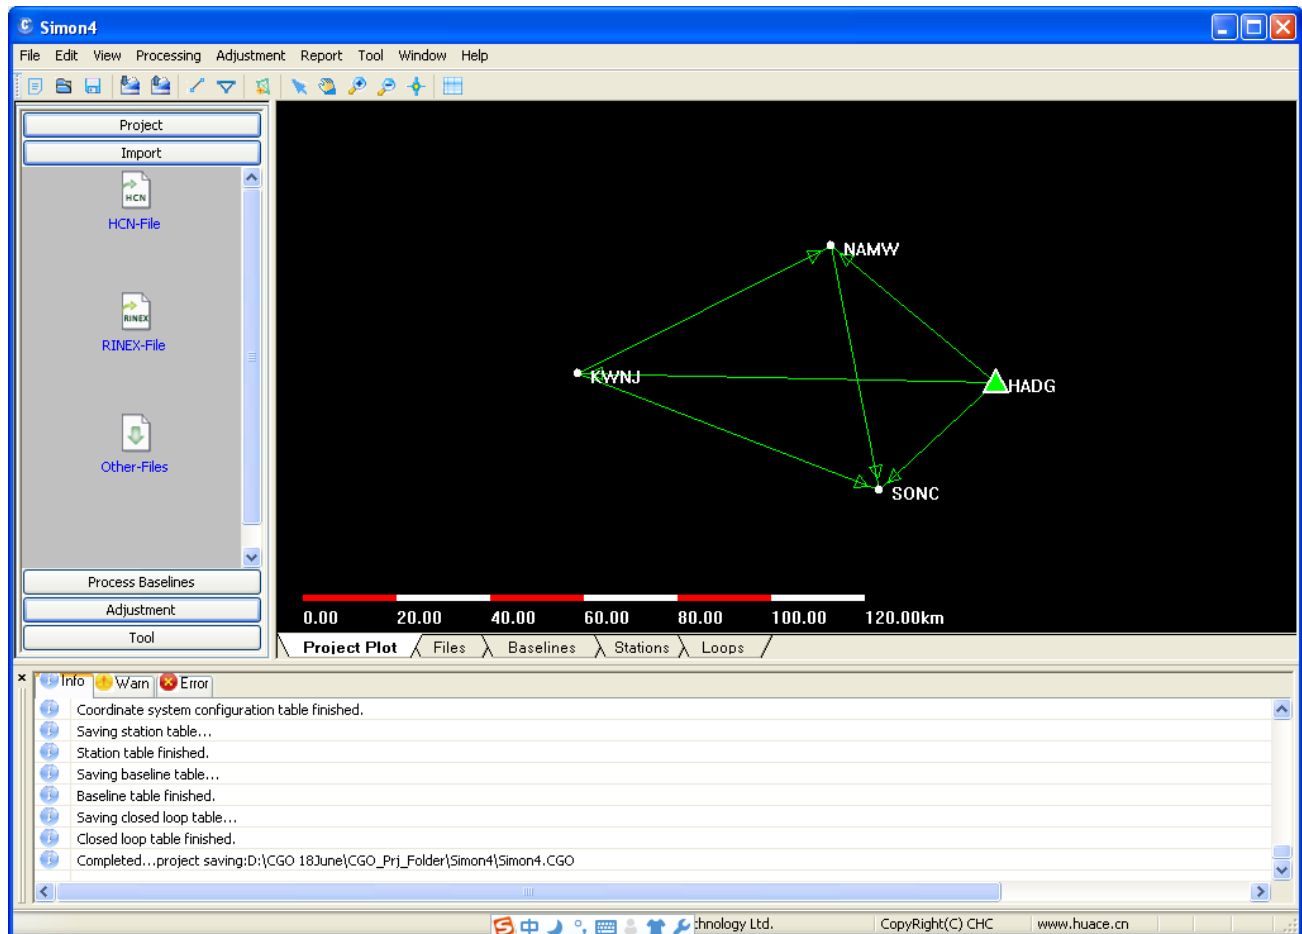 Simon4
File Edit View Processing Adjustment Report Tool Window Help
Project
Import
HCN
HCN-File
RINEX
RINEX-File
Other-Files
Process Baselines
Adjustment
Tool
NAMW
KWNJ
HADG
SONC
0.00 20.00 40.00 60.00 80.00 100.00 120.00km
Project Plot Files Baselines Stations Loops
Info Warn Error
Coordinate system configuration table finished.
Saving station table...
Station table finished.
Saving baseline table...
Baseline table finished.
Saving closed loop table...
Closed loop table finished.
Completed...project saving:D:\CGO 18June\CGO_Prj_Folder\Simon4\Simon4.CGO
中 hnology Ltd. CopyRight(C) CHC www.huace.cn